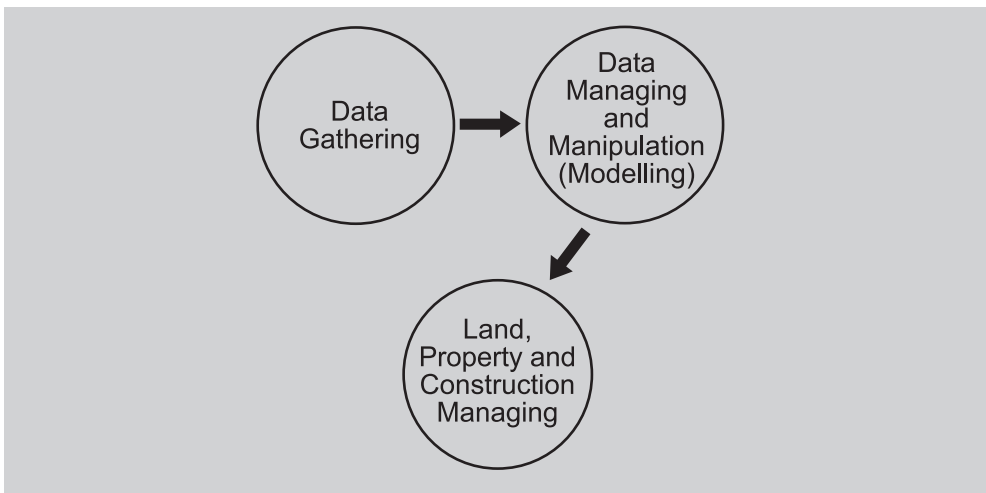 Data
Gathering
Data
Managing
and
Manipulation
(Modelling)
Land,
Property and
Construction
Managing